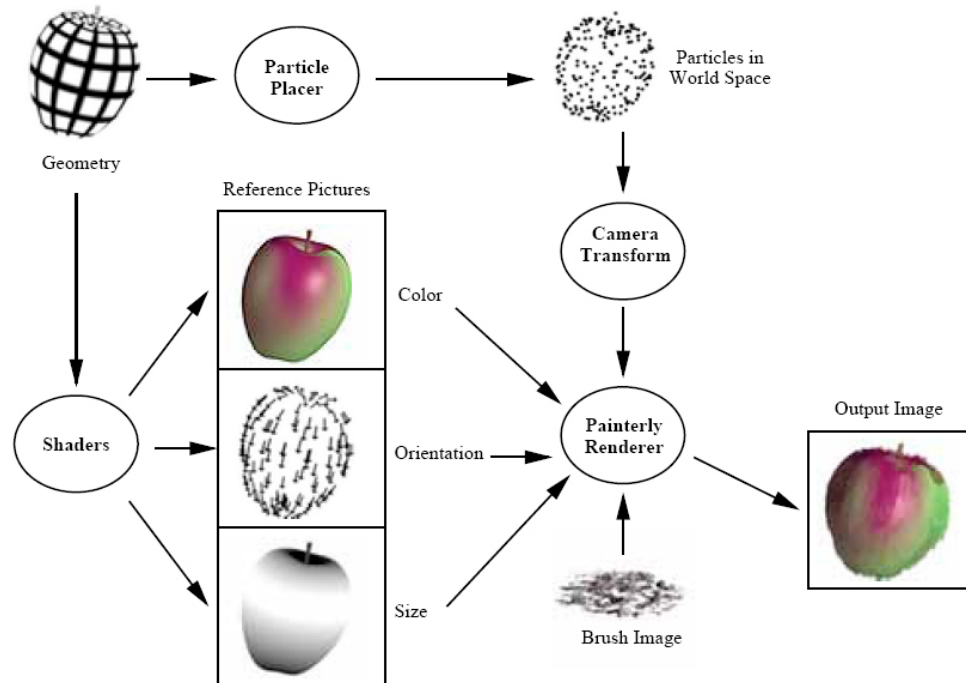 Particle
Placer
Particles in
World Space
Geometry
Reference Pictures
Camera
Transform
Color
Output Image
Shaders
Orientation
Painterly
Renderer
Size
Brush Image